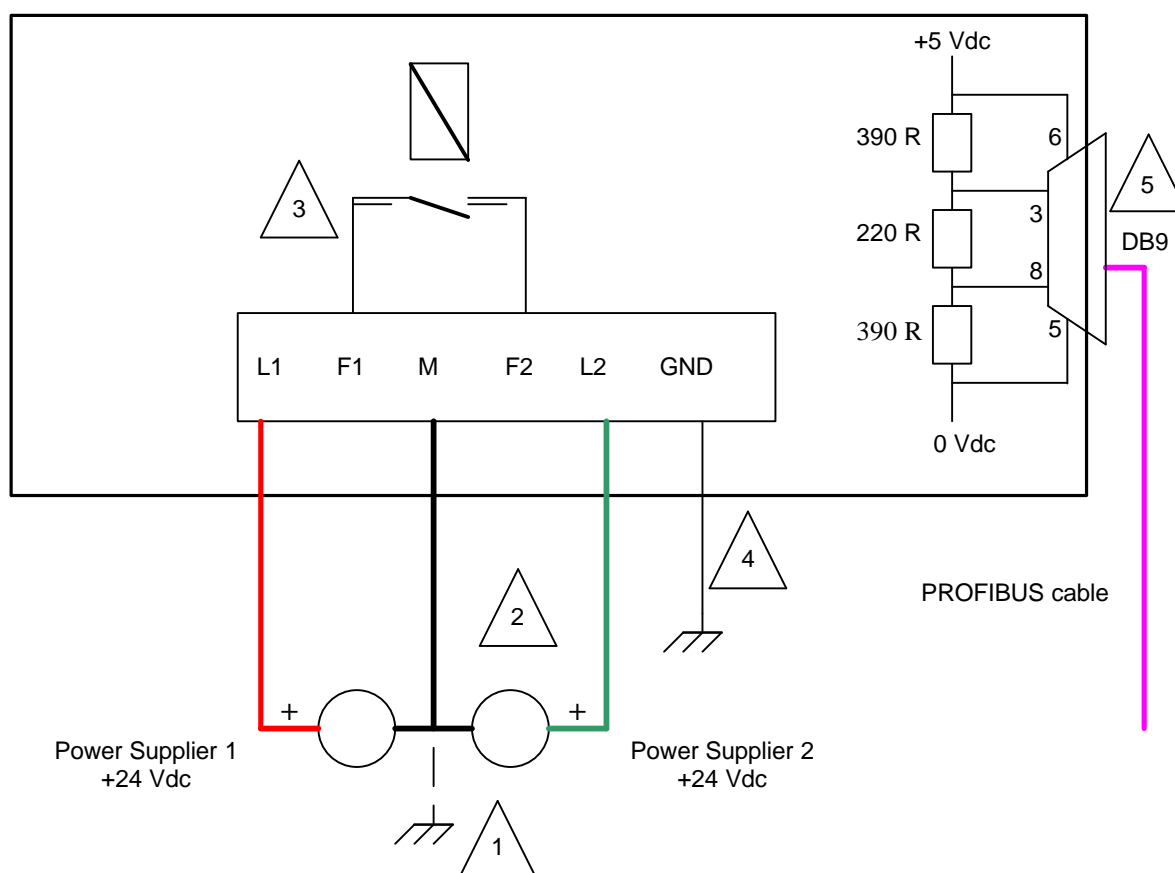 +5 Vdc
390 R
6
3
5
3
220 R
DB9
8
390 R
5
L1 F1 M F2 L2 GND
0 Vdc
4
PROFIBUS cable
2
+ +
Power Supplier 1
+24 Vdc
Power Supplier 2
+24 Vdc
1